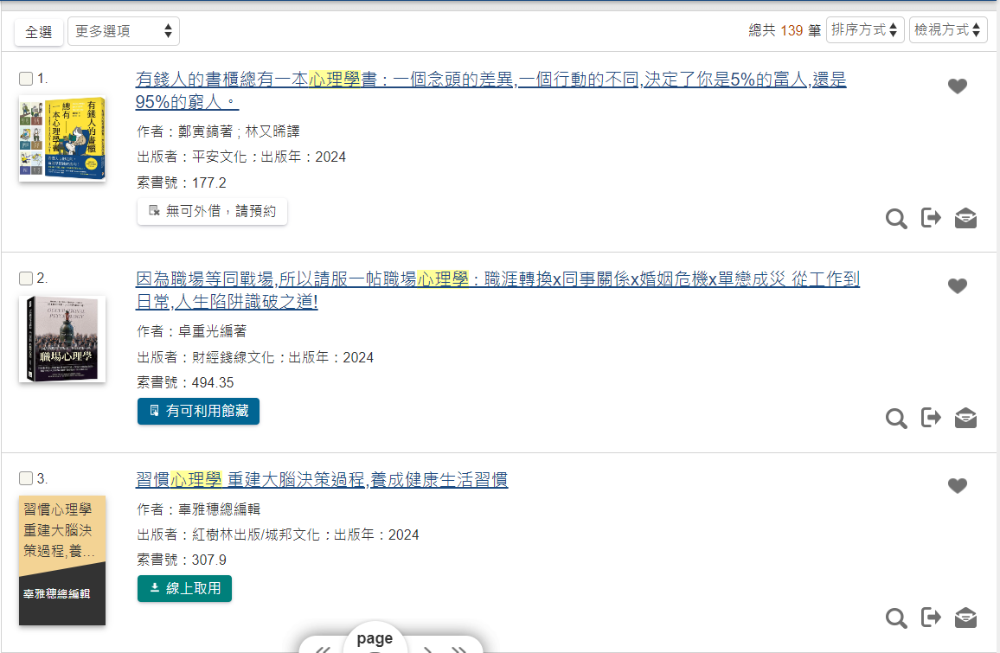 全選 更多選項 總共 139 筆 排序方式 檢視方式
1.
有錢人的書櫃總有一本心理學書 : 一個念頭的差異,一個行動的不同,決定了你是5%的富人,還是
95%的窮人。
作者：鄭寅鎬著 ; 林又晞譯
出版者：平安文化；出版年：2024
索書號：177.2
無可外借，請預約
有錢人的書櫃
總有
一本心理學書
2.
因為職場等同戰場,所以請服一帖職場心理學 : 職涯轉換x同事關係x婚姻危機x單戀成災 從工作到
日常,人生陷阱識破之道!
作者：卓重光編著
出版者：財經錢線文化；出版年：2024
索書號：494.35
有可利用館藏
OCCUPATIONAL
PSYCHOLOGY
職場心理學
3.
習慣心理學 重建大腦決策過程,養成健康生活習慣
作者：辜雅穗總編輯
出版者：紅樹林出版/城邦文化；出版年：2024
索書號：307.9
線上取用
習慣心理學
重建大腦決
策過程,養...
辜雅穗總編輯
page